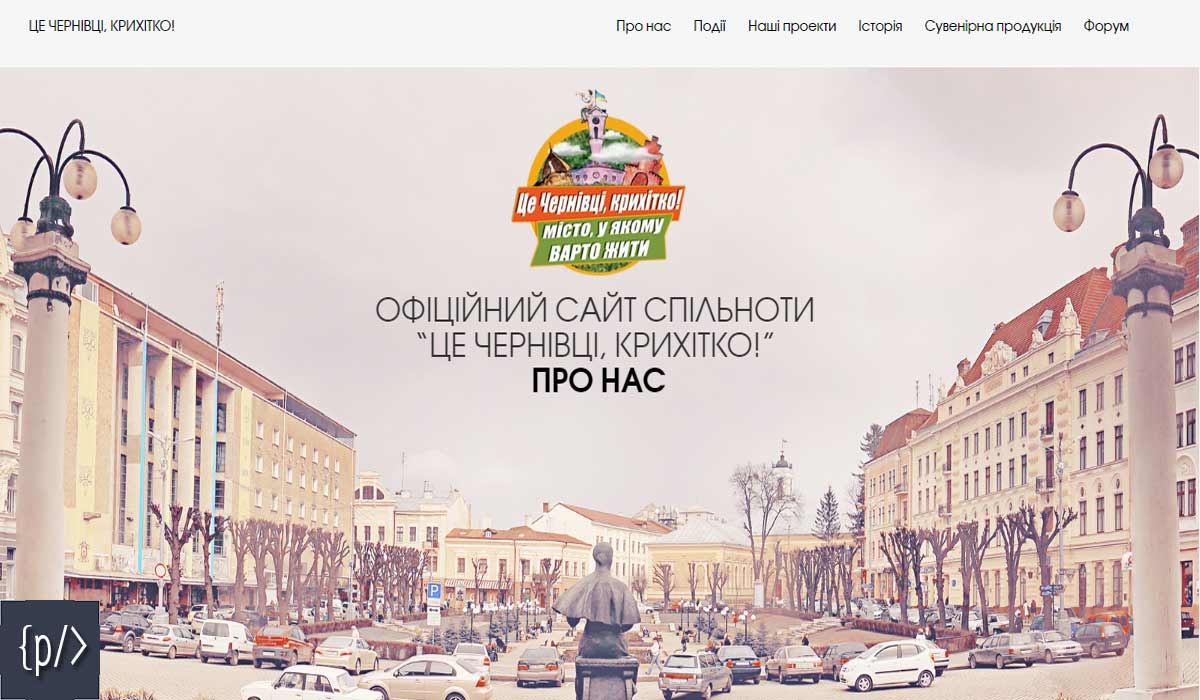 ЦЕ ЧЕРНІВЦІ, КРИХІТКО!
Про нас Події Наші проекти Історія Сувенірна продукція Форум
Це Чернівці, крихітко!
місто, у якому
ВАРТО ЖИТИ
ОФІЦІЙНИЙ САЙТ СПІЛЬНОТИ
“ЦЕ ЧЕРНІВЦІ, КРИХІТКО!”
ПРО НАС
P
{p/>